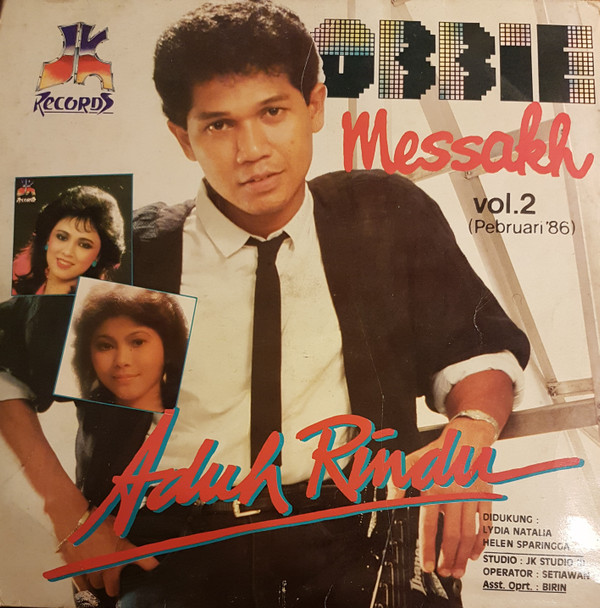 JK
RECORDS
OBBIE
Messakh
vol.2
(Pebruari '86)
Aduh Rindu
DIDUKUNG :
LYDIA NATALIA
HELEN SPARINGGA
STUDIO : JK STUDIO
OPERATOR : SETIAWAN
Asst. Oprt. : BIRIN
Ibanez